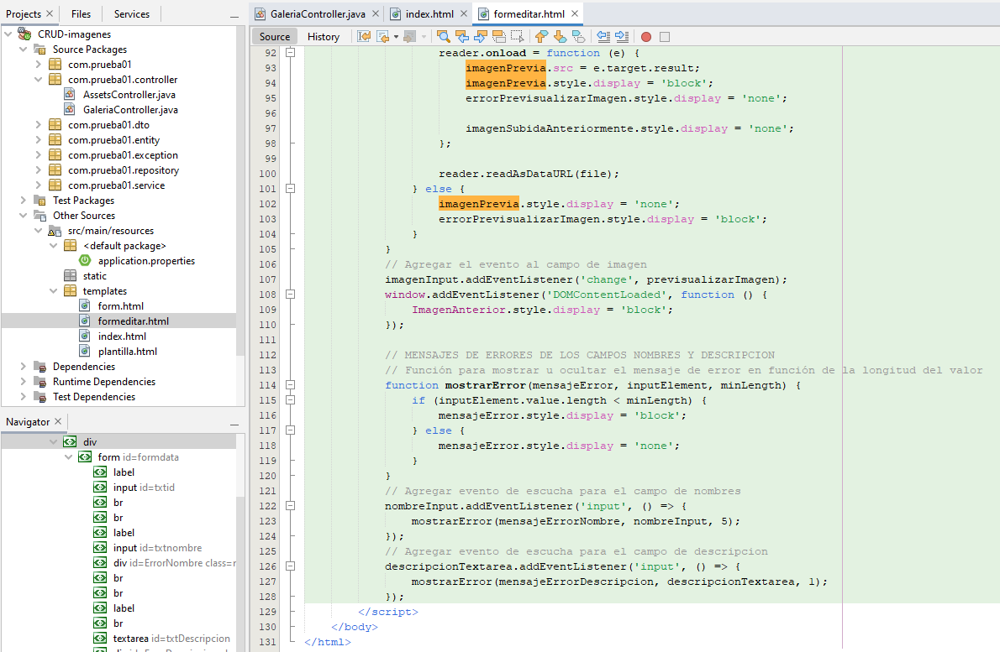 Projects
Files
Services
CRUD-imagenes
Source Packages
com.prueba01
com.prueba01.controller
AssetsController.java
GaleriaController.java
com.prueba01.dto
com.prueba01.entity
com.prueba01.exception
com.prueba01.repository
com.prueba01.service
Test Packages
Other Sources
src/main/resources
<default package>
application.properties
static
templates
form.html
formeditar.html
index.html
plantilla.html
Dependencies
Runtime Dependencies
Test Dependencies
Navigator
div
form id=formdata
label
input id=txtid
br
br
label
input id=txtnombre
div id=ErrorNombre class=
br
br
label
br
textarea id=txtDescripcion
GaleriaController.java
index.html
formeditar.html
Source
History
92 reader.onload = function (e) {
93 imagenPrevia.src = e.target.result;
94 imagenPrevia.style.display = 'block';
95 errorPrevisualizarImagen.style.display = 'none';
96
97 imagenSubidaAnteriormente.style.display = 'none';
98 };
99
100 reader.readAsDataURL(file);
101 } else {
102 imagenPrevia.style.display = 'none';
103 errorPrevisualizarImagen.style.display = 'block';
104 }
105 }
106 // Agregar el evento al campo de imagen
107 imagenInput.addEventListener('change', previsualizarImagen);
108 window.addEventListener('DOMContentLoaded', function () {
109 ImagenAnterior.style.display = 'block';
110 });
111
112 // MENSAJES DE ERRORES DE LOS CAMPOS NOMBRES Y DESCRIPCION
113 // Función para mostrar u ocultar el mensaje de error en función de la longitud del valor
114 function mostrarError(mensajeError, inputElement, minLength) {
115 if (inputElement.value.length < minLength) {
116 mensajeError.style.display = 'block';
117 } else {
118 mensajeError.style.display = 'none';
119 }
120 }
121 // Agregar evento de escucha para el campo de nombres
122 nombreInput.addEventListener('input', () => {
123 mostrarError(mensajeErrorNombre, nombreInput, 5);
124 });
125 // Agregar evento de escucha para el campo de descripcion
126 descripcionTextarea.addEventListener('input', () => {
127 mostrarError(mensajeErrorDescripcion, descripcionTextarea, 1);
128 });
129 </script>
130 </body>
131 </html>